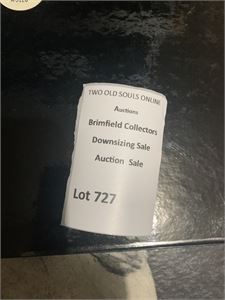 TWO OLD SOULS ONLINE
Auctions
Brimfield Collectors
Downsizing Sale
Auction Sale
Lot 727